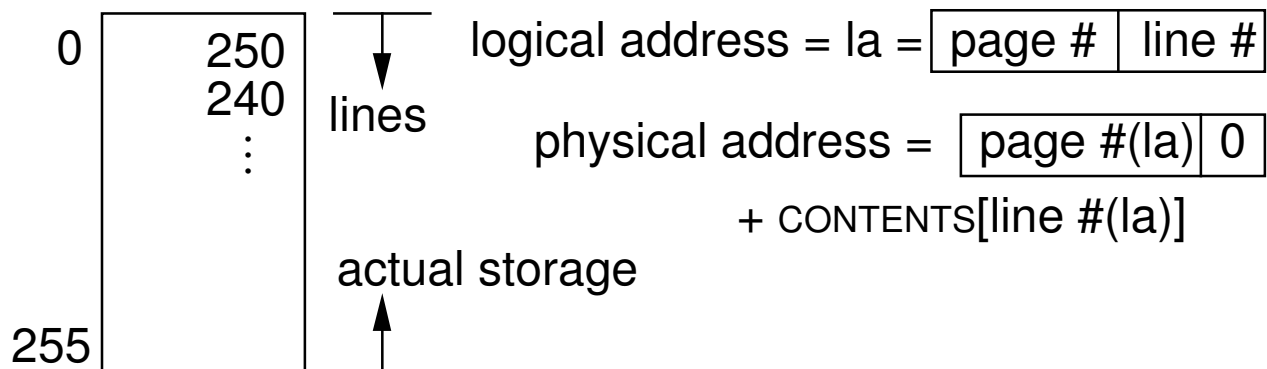 0
250
240
⋮
255
lines
actual storage
logical address = la = page # line #
physical address = page #(la) 0
+ CONTENTS[line #(la)]